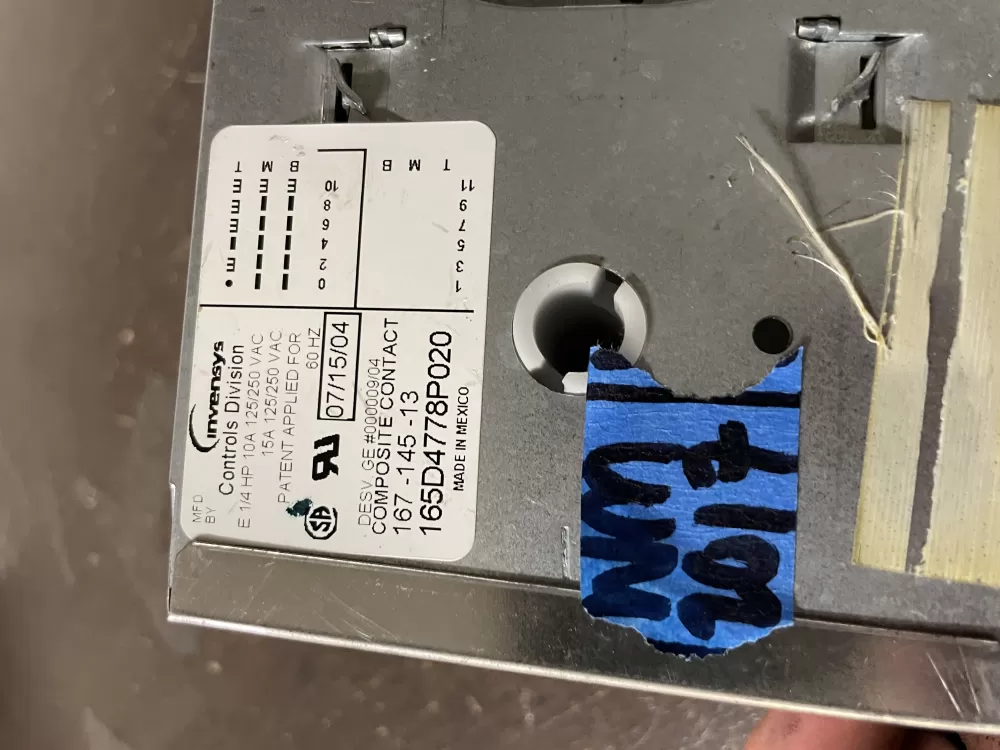 MFD
BY
invensys
Controls Division
E 1/4 HP 10A 125/250 VAC
15A 125/250 VAC
PATENT APPLIED FOR
60 HZ
07/15/04
DESV. GE #000009/04
COMPOSITE CONTACT
167 -145 -13
165D4778P020
MADE IN MEXICO
T M B
1 3 5 7 9 11
0 2 4 6 8 10
B M T